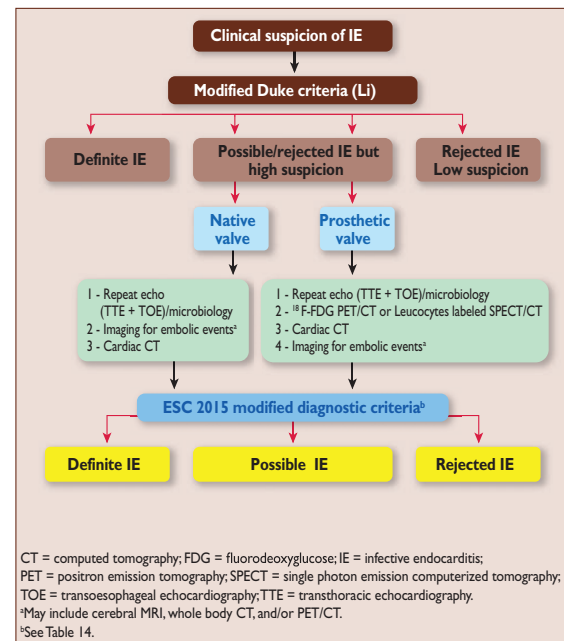 Clinical suspicion of IE
Modified Duke criteria (Li)
Definite IE
Possible/rejected IE but
high suspicion
Rejected IE
Low suspicion
Native
valve
Prosthetic
valve
1 - Repeat echo
(TTE + TOE)/microbiology
2 - Imaging for embolic eventsᵃ
3 - Cardiac CT
1 - Repeat echo (TTE + TOE)/microbiology
2 - ¹⁸F-FDG PET/CT or Leucocytes labeled SPECT/CT
3 - Cardiac CT
4 - Imaging for embolic eventsᵃ
ESC 2015 modified diagnostic criteriaᵇ
Definite IE
Possible IE
Rejected IE
CT = computed tomography; FDG = fluorodeoxyglucose; IE = infective endocarditis;
PET = positron emission tomography; SPECT = single photon emission computerized tomography;
TOE = transoesophageal echocardiography; TTE = transthoracic echocardiography.
ᵃMay include cerebral MRI, whole body CT, and/or PET/CT.
ᵇSee Table 14.